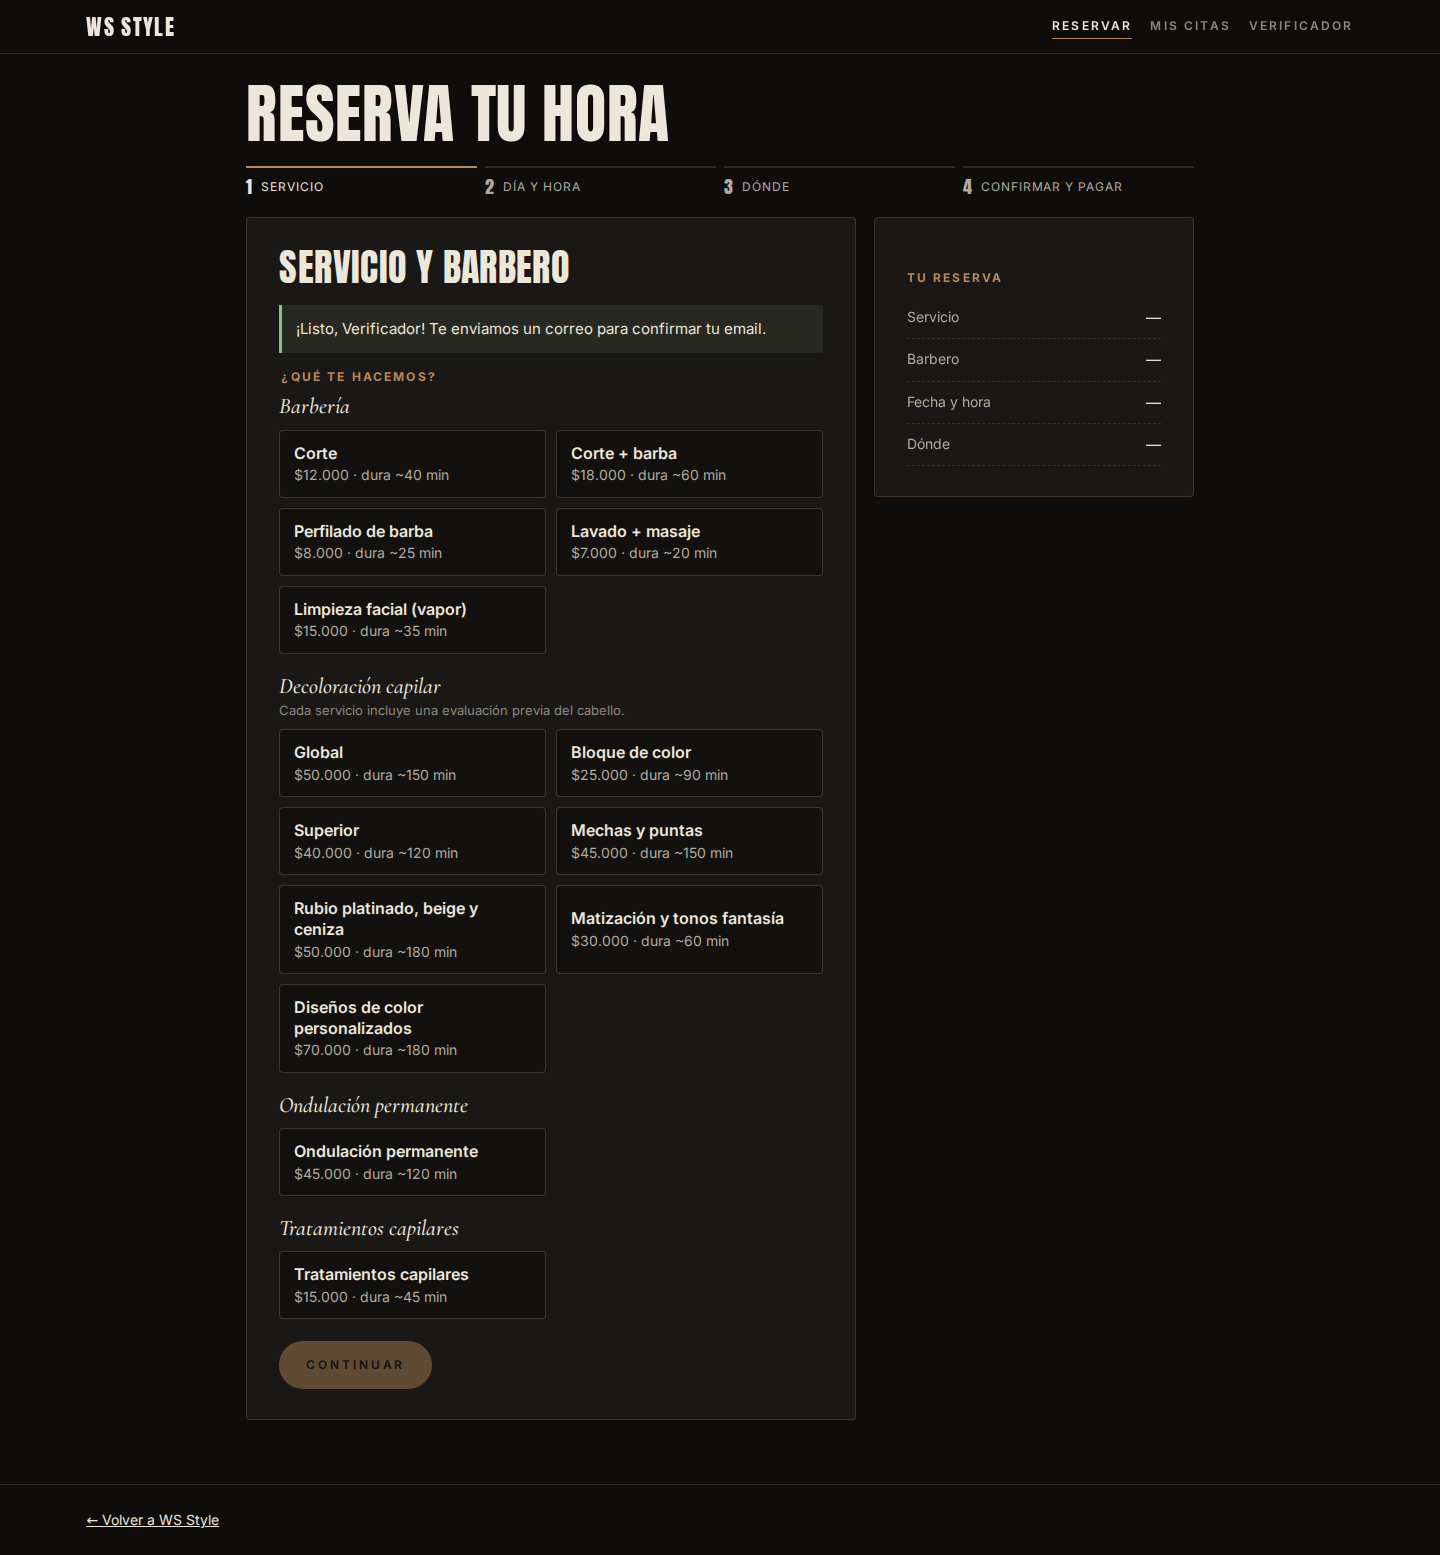 WS STYLE
RESERVAR MIS CITAS VERIFICADOR
RESERVA TU HORA
1 SERVICIO
2 DÍA Y HORA
3 DÓNDE
4 CONFIRMAR Y PAGAR
SERVICIO Y BARBERO
¡Listo, Verificador! Te enviamos un correo para confirmar tu email.
¿QUÉ TE HACEMOS?
Barbería
Corte
$12.000 · dura ~40 min
Corte + barba
$18.000 · dura ~60 min
Perfilado de barba
$8.000 · dura ~25 min
Lavado + masaje
$7.000 · dura ~20 min
Limpieza facial (vapor)
$15.000 · dura ~35 min
Decoloración capilar
Cada servicio incluye una evaluación previa del cabello.
Global
$50.000 · dura ~150 min
Bloque de color
$25.000 · dura ~90 min
Superior
$40.000 · dura ~120 min
Mechas y puntas
$45.000 · dura ~150 min
Rubio platinado, beige y
ceniza
$50.000 · dura ~180 min
Matización y tonos fantasía
$30.000 · dura ~60 min
Diseños de color
personalizados
$70.000 · dura ~180 min
Ondulación permanente
Ondulación permanente
$45.000 · dura ~120 min
Tratamientos capilares
Tratamientos capilares
$15.000 · dura ~45 min
CONTINUAR
TU RESERVA
Servicio —
Barbero —
Fecha y hora —
Dónde —
← Volver a WS Style